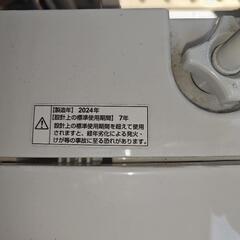 【製造年】2024年
【設計上の標準使用期間】7年
設計上の標準使用期間を超えて使用
されますと、経年劣化による発火・
けが等の事故に至る恐れがあります。